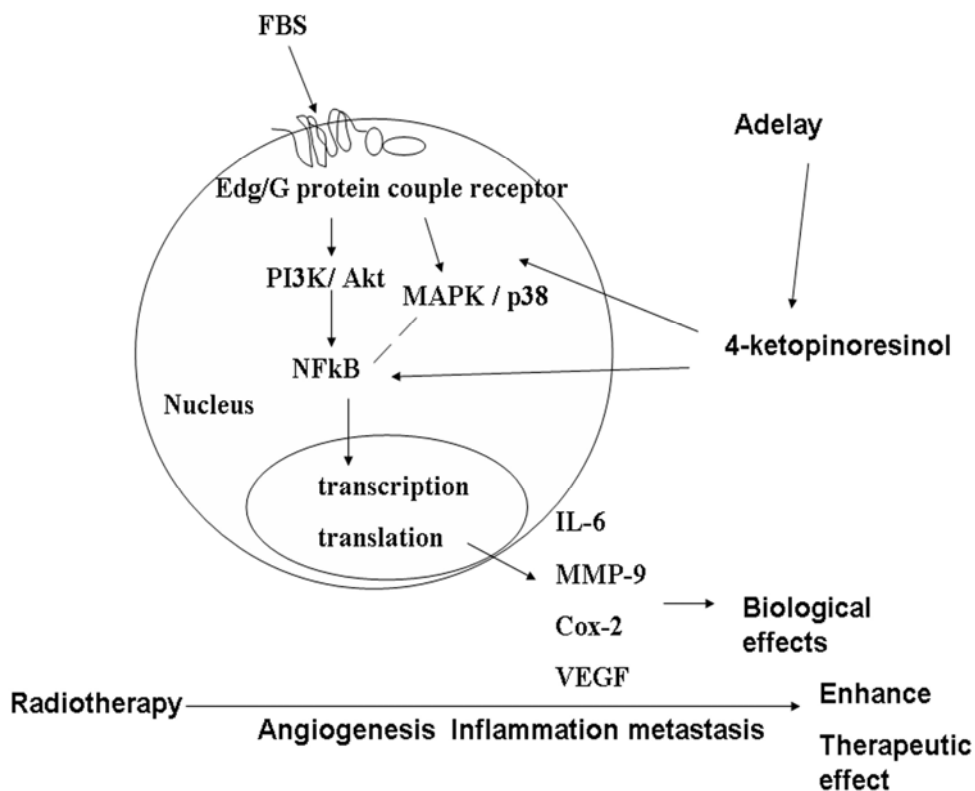 FBS
Adelay
Edg/G protein couple receptor
PI3K/ Akt
MAPK / p38
4-ketopinoresinol
NFkB
Nucleus
transcription
translation
IL-6
MMP-9
Cox-2
VEGF
Biological
effects
Radiotherapy
Angiogenesis Inflammation metastasis
Enhance
Therapeutic
effect